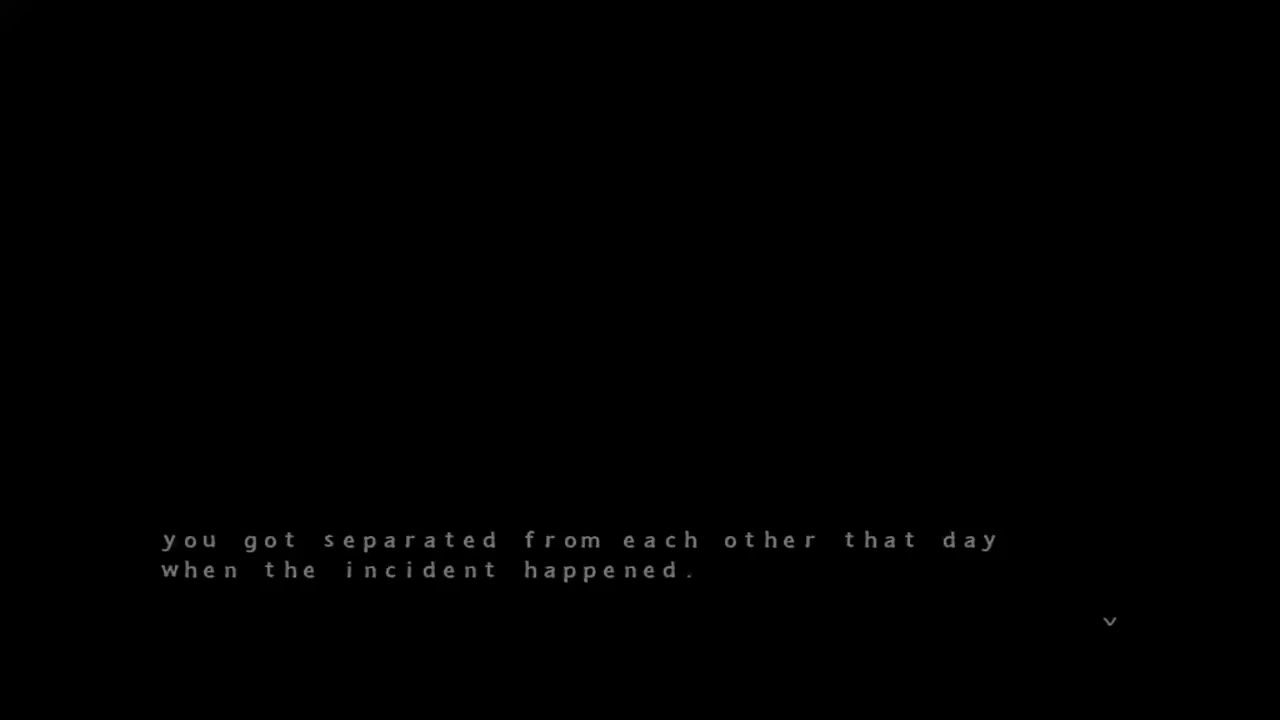 you got separated from each other that day
when the incident happened.